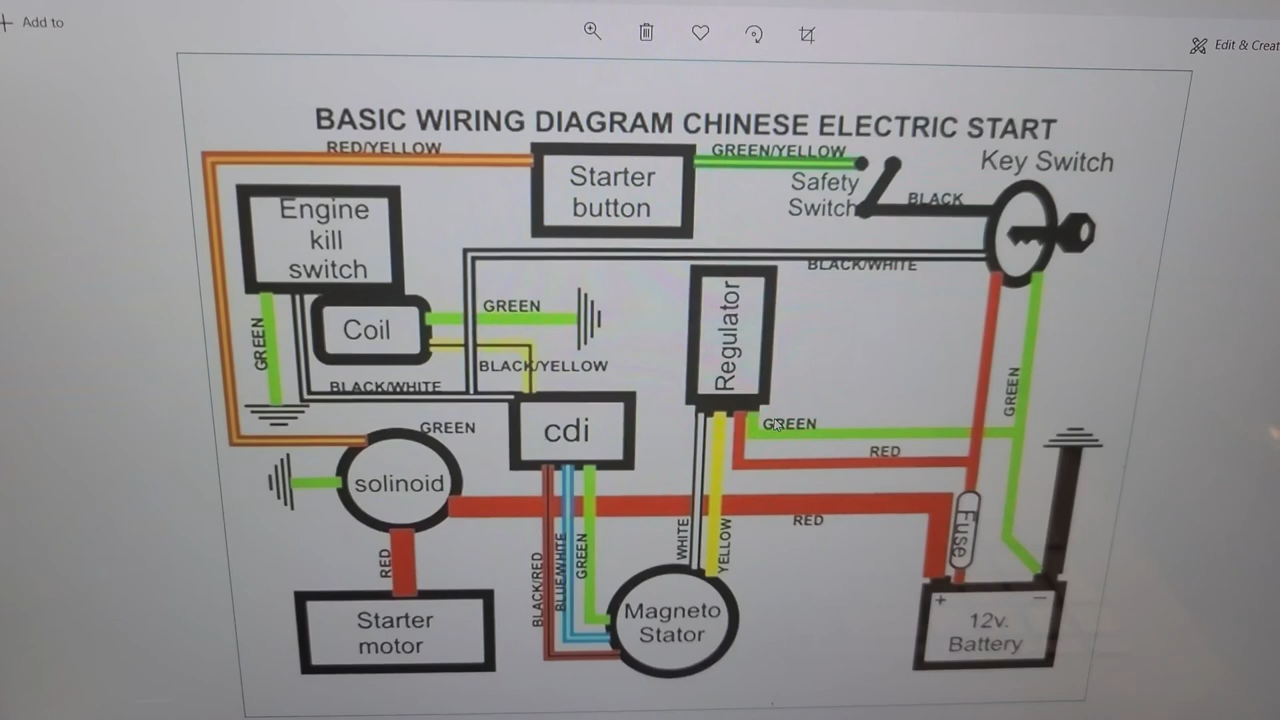 Add to
Edit & Creat
BASIC WIRING DIAGRAM CHINESE ELECTRIC START
RED/YELLOW
GREEN/YELLOW
Key Switch
Starter
button
Safety
Switch
BLACK
Engine
kill
switch
BLACK/WHITE
Regulator
Coil
GREEN
GREEN
BLACK/YELLOW
BLACK/WHITE
GREEN
GREEN
cdi
GREEN
RED
solinoid
RED
Fuse
RED
BLACK/RED
BLUE/WHITE
GREEN
WHITE
YELLOW
Starter
motor
Magneto
Stator
+ −
12v.
Battery